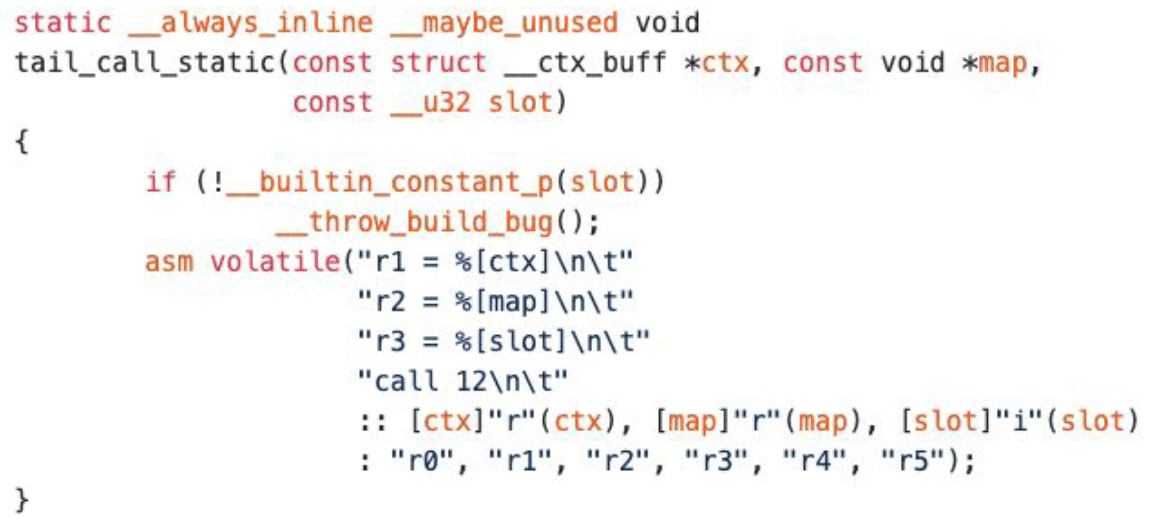 static __always_inline __maybe_unused void
tail_call_static(const struct __ctx_buff *ctx, const void *map,
                 const __u32 slot)
{
        if (!__builtin_constant_p(slot))
                __throw_build_bug();
        asm volatile("r1 = %[ctx]\n\t"
                     "r2 = %[map]\n\t"
                     "r3 = %[slot]\n\t"
                     "call 12\n\t"
                     :: [ctx]"r"(ctx), [map]"r"(map), [slot]"i"(slot)
                     : "r0", "r1", "r2", "r3", "r4", "r5");
}